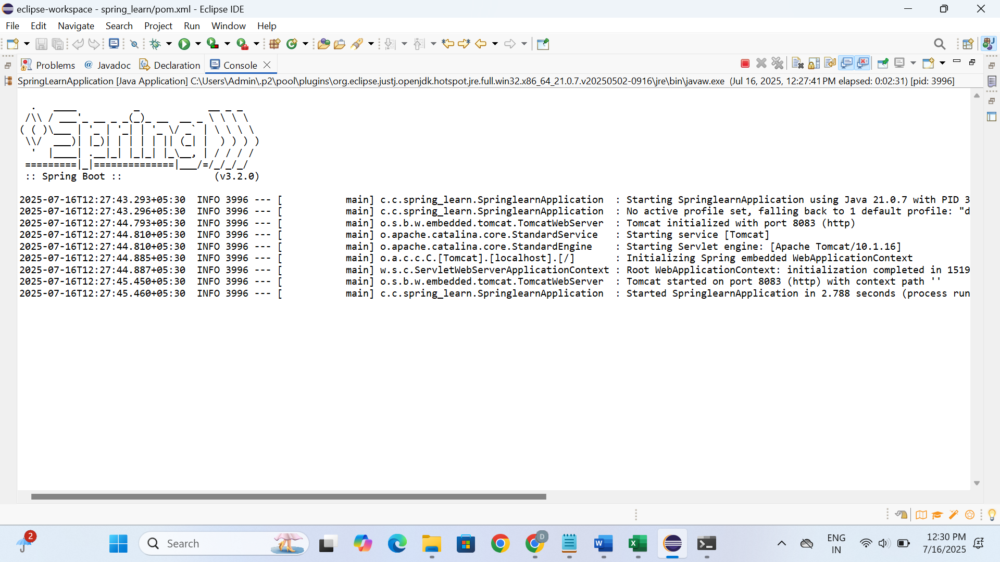 eclipse-workspace - spring_learn/pom.xml - Eclipse IDE
File Edit Navigate Search Project Run Window Help
Problems @ Javadoc Declaration Console
SpringLearnApplication [Java Application] C:\Users\Admin\.p2\pool\plugins\org.eclipse.justj.openjdk.hotspot.jre.full.win32.x86_64_21.0.7.v20250502-0916\jre\bin\javaw.exe (Jul 16, 2025, 12:27:41 PM elapsed: 0:02:31) [pid: 3996]
  .   ____          _            __ _ _
 /\\ / ___'_ __ _ _(_)_ __  __ _ \ \ \ \
( ( )\___ | '_ | '_| | '_ \/ _` | \ \ \ \
 \\/  ___)| |_)| | | | | || (_| |  ) ) ) )
  '  |____| .__|_| |_|_| |_\__, | / / / /
 =========|_|==============|___/=/_/_/_/
 :: Spring Boot ::                (v3.2.0)
2025-07-16T12:27:43.293+05:30  INFO 3996 --- [           main] c.c.spring_learn.SpringlearnApplication  : Starting SpringlearnApplication using Java 21.0.7 with PID 3
2025-07-16T12:27:43.296+05:30  INFO 3996 --- [           main] c.c.spring_learn.SpringlearnApplication  : No active profile set, falling back to 1 default profile: "d
2025-07-16T12:27:44.793+05:30  INFO 3996 --- [           main] o.s.b.w.embedded.tomcat.TomcatWebServer  : Tomcat initialized with port 8083 (http)
2025-07-16T12:27:44.810+05:30  INFO 3996 --- [           main] o.apache.catalina.core.StandardService   : Starting service [Tomcat]
2025-07-16T12:27:44.810+05:30  INFO 3996 --- [           main] o.apache.catalina.core.StandardEngine    : Starting Servlet engine: [Apache Tomcat/10.1.16]
2025-07-16T12:27:44.885+05:30  INFO 3996 --- [           main] o.a.c.c.C.[Tomcat].[localhost].[/]       : Initializing Spring embedded WebApplicationContext
2025-07-16T12:27:44.887+05:30  INFO 3996 --- [           main] w.s.c.ServletWebServerApplicationContext : Root WebApplicationContext: initialization completed in 1519
2025-07-16T12:27:45.450+05:30  INFO 3996 --- [           main] o.s.b.w.embedded.tomcat.TomcatWebServer  : Tomcat started on port 8083 (http) with context path ''
2025-07-16T12:27:45.460+05:30  INFO 3996 --- [           main] c.c.spring_learn.SpringlearnApplication  : Started SpringlearnApplication in 2.788 seconds (process run
2
Search
D
ENG
IN
12:30 PM
7/16/2025